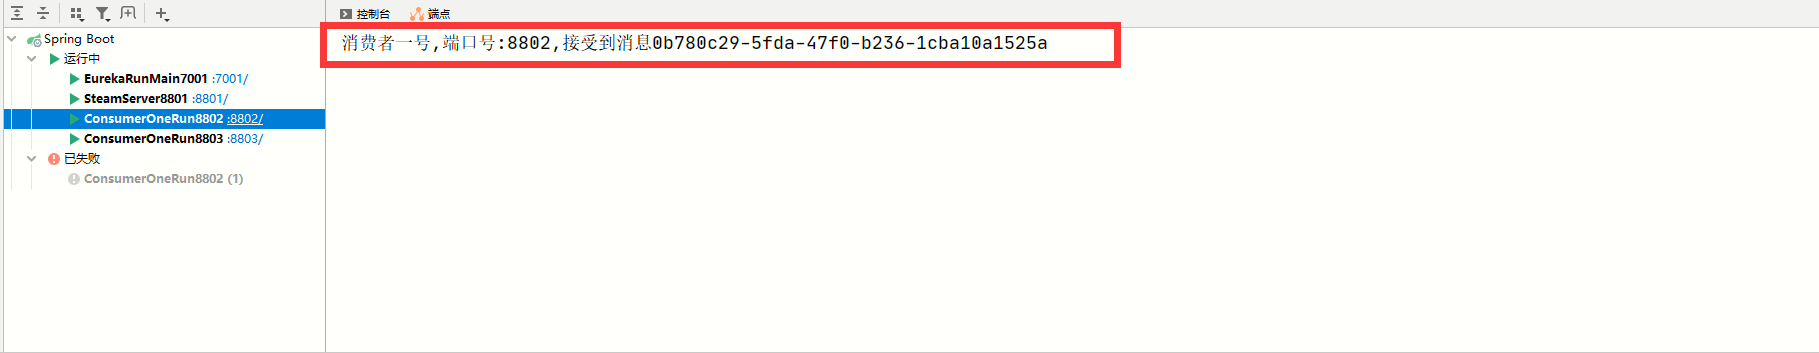 控制台 端点
Spring Boot
运行中
EurekaRunMain7001 :7001/
SteamServer8801 :8801/
ConsumerOneRun8802 :8802/
ConsumerOneRun8803 :8803/
已失败
ConsumerOneRun8802 (1)
消费者一号,端口号:8802,接受到消息0b780c29-5fda-47f0-b236-1cba10a1525a